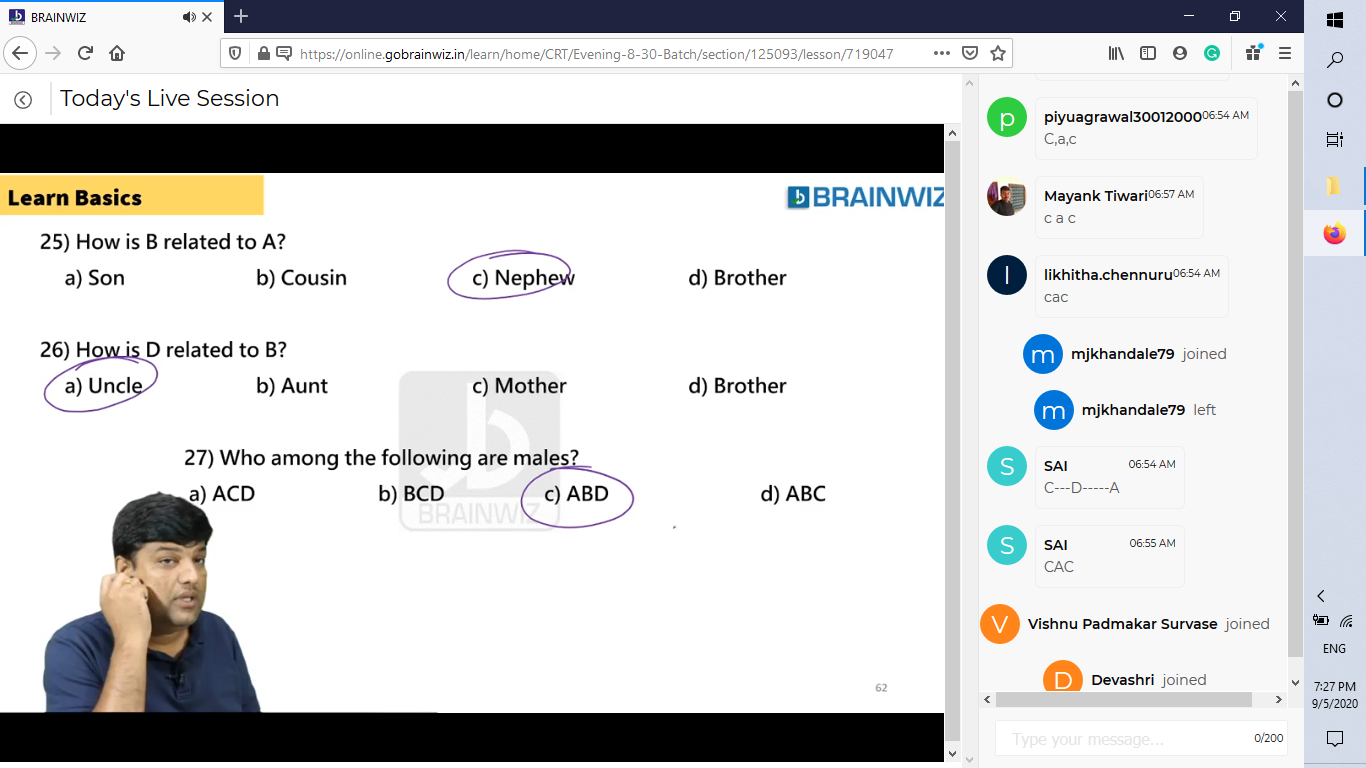 BRAINWIZ
https://online.gobrainwiz.in/learn/home/CRT/Evening-8-30-Batch/section/125093/lesson/719047
Today's Live Session
Learn Basics
BRAINWIZ
25) How is B related to A?
a) Son b) Cousin c) Nephew d) Brother
26) How is D related to B?
a) Uncle b) Aunt c) Mother d) Brother
27) Who among the following are males?
a) ACD b) BCD c) ABD d) ABC
BRAINWIZ
62
p
piyuagrawal30012000 06:54 AM
C,a,c
Mayank Tiwari 06:57 AM
c a c
l
likhitha.chennuru 06:54 AM
cac
m
mjkhandale79 joined
m
mjkhandale79 left
S
SAI 06:54 AM
C---D-----A
S
SAI 06:55 AM
CAC
V
Vishnu Padmakar Survase joined
D
Devashri joined
Type your message... 0/200
ENG
7:27 PM
9/5/2020